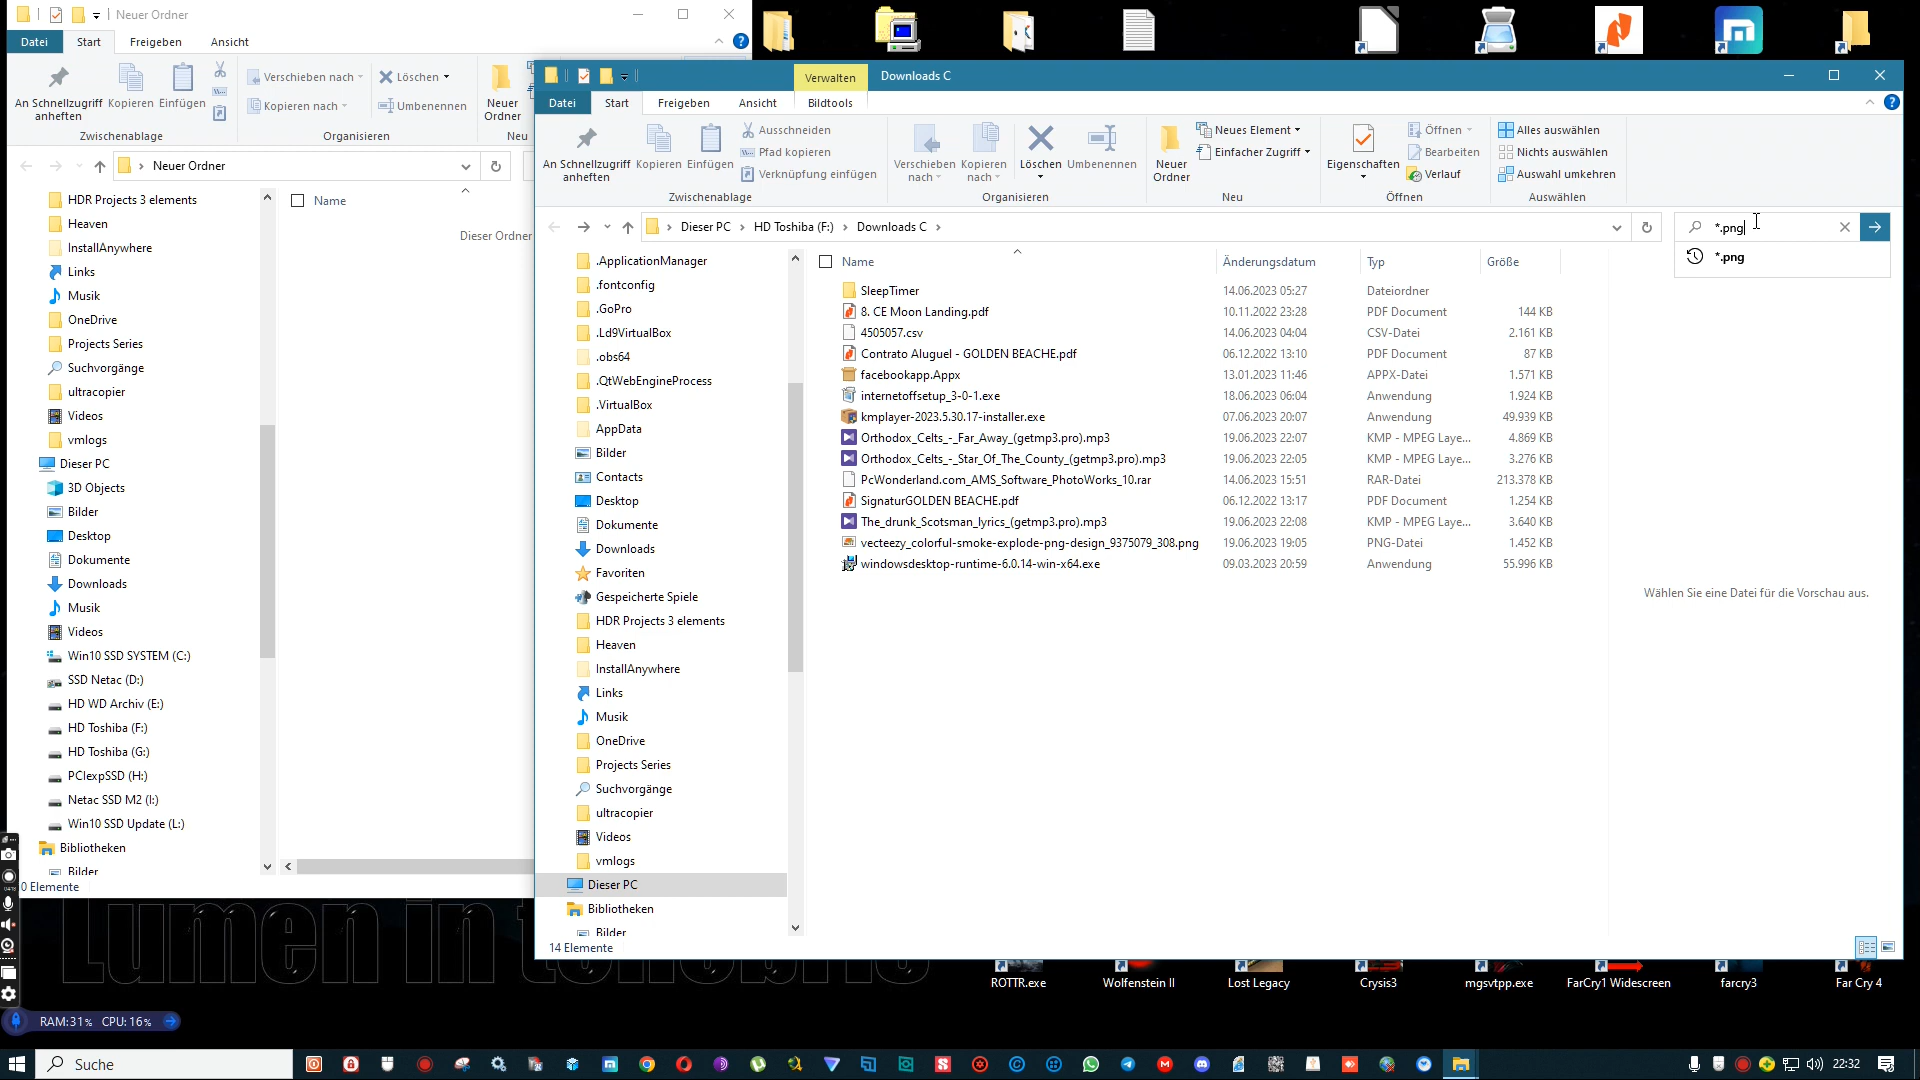 Neuer Ordner
Datei
Start
Freigeben
Ansicht
An Schnellzugriff
anheften
Kopieren
Einfügen
Verschieben nach
Kopieren nach
Löschen
Umbenennen
Neuer
Ordner
Zwischenablage
Organisieren
Neu
Neuer Ordner
HDR Projects 3 elements
Heaven
InstallAnywhere
Links
Musik
OneDrive
Projects Series
Suchvorgänge
ultracopier
Videos
vmlogs
Dieser PC
3D Objects
Bilder
Desktop
Dokumente
Downloads
Musik
Videos
Win10 SSD SYSTEM (C:)
SSD Netac (D:)
HD WD Archiv (E:)
HD Toshiba (F:)
HD Toshiba (G:)
PCIexpSSD (H:)
Netac SSD M2 (I:)
Win10 SSD Update (L:)
Bibliotheken
Bilder
0 Elemente
Name
Dieser Ordner
Verwalten
Downloads C
Datei
Start
Freigeben
Ansicht
Bildtools
An Schnellzugriff
anheften
Kopieren
Einfügen
Ausschneiden
Pfad kopieren
Verknüpfung einfügen
Verschieben
nach
Kopieren
nach
Löschen
Umbenennen
Neuer
Ordner
Neues Element
Einfacher Zugriff
Eigenschaften
Öffnen
Bearbeiten
Verlauf
Alles auswählen
Nichts auswählen
Auswahl umkehren
Zwischenablage
Organisieren
Neu
Öffnen
Auswählen
Dieser PC
HD Toshiba (F:)
Downloads C
*.png
*.png
.ApplicationManager
.fontconfig
.GoPro
.Ld9VirtualBox
.obs64
.QtWebEngineProcess
.VirtualBox
AppData
Bilder
Contacts
Desktop
Dokumente
Downloads
Favoriten
Gespeicherte Spiele
HDR Projects 3 elements
Heaven
InstallAnywhere
Links
Musik
OneDrive
Projects Series
Suchvorgänge
ultracopier
Videos
vmlogs
Dieser PC
Bibliotheken
Bilder
14 Elemente
Name Änderungsdatum Typ Größe
SleepTimer 14.06.2023 05:27 Dateiordner
8. CE Moon Landing.pdf 10.11.2022 23:28 PDF Document 144 KB
4505057.csv 14.06.2023 04:04 CSV-Datei 2.161 KB
Contrato Aluguel - GOLDEN BEACHE.pdf 06.12.2022 13:10 PDF Document 87 KB
facebookapp.Appx 13.01.2023 11:46 APPX-Datei 1.571 KB
internetoffsetup_3-0-1.exe 18.06.2023 06:04 Anwendung 1.924 KB
kmplayer-2023.5.30.17-installer.exe 07.06.2023 20:07 Anwendung 49.939 KB
Orthodox_Celts_-_Far_Away_(getmp3.pro).mp3 19.06.2023 22:07 KMP - MPEG Laye... 4.869 KB
Orthodox_Celts_-_Star_Of_The_County_(getmp3.pro).mp3 19.06.2023 22:05 KMP - MPEG Laye... 3.276 KB
PcWonderland.com_AMS_Software_PhotoWorks_10.rar 14.06.2023 15:51 RAR-Datei 213.378 KB
SignaturGOLDEN BEACHE.pdf 06.12.2022 13:17 PDF Document 1.254 KB
The_drunk_Scotsman_lyrics_(getmp3.pro).mp3 19.06.2023 22:08 KMP - MPEG Laye... 3.640 KB
vecteezy_colorful-smoke-explode-png-design_9375079_308.png 19.06.2023 19:05 PNG-Datei 1.452 KB
windowsdesktop-runtime-6.0.14-win-x64.exe 09.03.2023 20:59 Anwendung 55.996 KB
Wählen Sie eine Datei für die Vorschau aus.
Lumen in
ROTTR.exe
Wolfenstein II
Lost Legacy
Crysis3
mgsvtpp.exe
FarCry1 Widescreen
farcry3
Far Cry 4
RAM:31% CPU: 16%
Suche
22:32